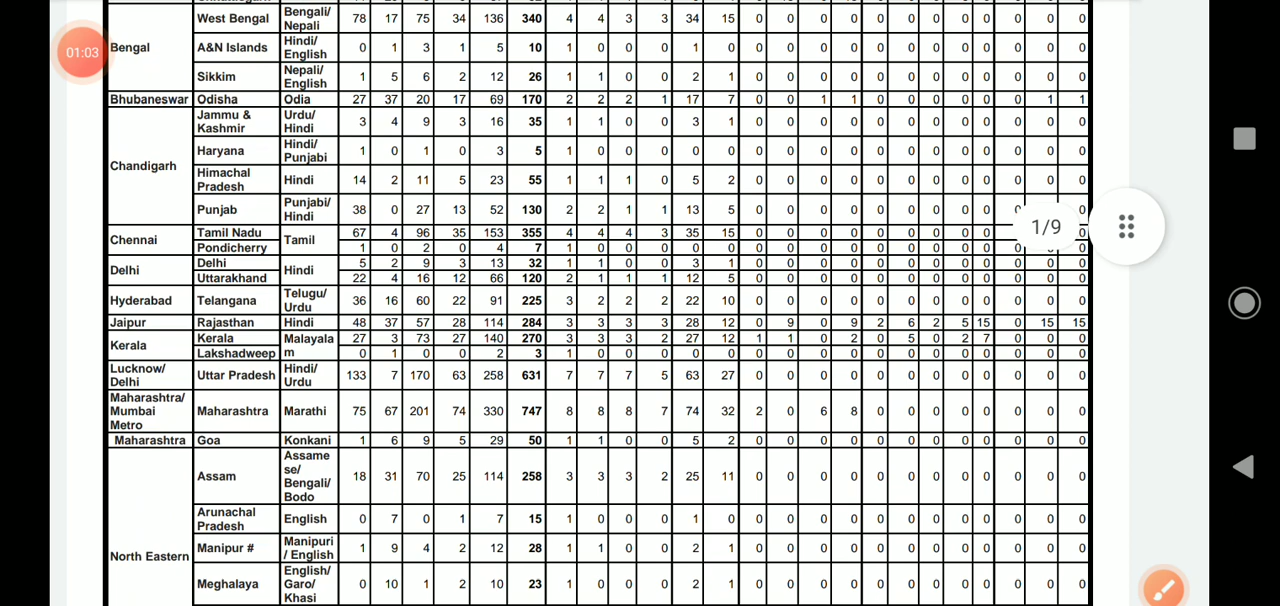 West Bengal Bengali/ Nepali 78 17 75 34 136 340 4 4 3 3 34 15
01:03
Bengal A&N Islands Hindi/ English 0 1 3 1 5 10 1 0 0 0 1 0 0 0 0 0 0 0 0 0 0 0 0 0
Sikkim Nepali/ English 1 5 6 2 12 26 1 1 0 0 2 1 0 0 0 0 0 0 0 0 0 0 0 0
Bhubaneswar Odisha Odia 27 37 20 17 69 170 2 2 2 1 17 7 0 0 1 1 0 0 0 0 0 0 1 1
Jammu & Kashmir Urdu/ Hindi 3 4 9 3 16 35 1 1 0 0 3 1 0 0 0 0 0 0 0 0 0 0 0 0
Chandigarh Haryana Hindi/ Punjabi 1 0 1 0 3 5 1 0 0 0 0 0 0 0 0 0 0 0 0 0 0 0 0 0
Himachal Pradesh Hindi 14 2 11 5 23 55 1 1 1 0 5 2 0 0 0 0 0 0 0 0 0 0 0 0
Punjab Punjabi/ Hindi 38 0 27 13 52 130 2 2 1 1 13 5 0 0 0 0 0 0 0 0 0 0 0 0
1/9
Chennai Tamil Nadu Tamil 67 4 96 35 153 355 4 4 4 3 35 15 0 0 0 0 0 0 0 0 0 0
Pondicherry 1 0 2 0 4 7 1 0 0 0 0 0 0 0 0 0 0 0 0 0 0 0
Delhi Delhi Hindi 5 2 9 3 13 32 1 1 0 0 3 1 0 0 0 0 0 0 0 0 0 0 0 0
Uttarakhand 22 4 16 12 66 120 2 1 1 1 12 5 0 0 0 0 0 0 0 0 0 0 0 0
Hyderabad Telangana Telugu/ Urdu 36 16 60 22 91 225 3 2 2 2 22 10 0 0 0 0 0 0 0 0 0 0 0 0
Jaipur Rajasthan Hindi 48 37 57 28 114 284 3 3 3 3 28 12 0 9 0 9 2 6 2 5 15 0 15 15
Kerala Kerala Malayala m 27 3 73 27 140 270 3 3 3 2 27 12 1 1 0 2 0 5 0 2 7 0 0 0
Lakshadweep 0 1 0 0 2 3 1 0 0 0 0 0 0 0 0 0 0 0 0 0 0 0 0 0
Lucknow/ Delhi Uttar Pradesh Hindi/ Urdu 133 7 170 63 258 631 7 7 7 5 63 27 0 0 0 0 0 0 0 0 0 0 0 0
Maharashtra/ Mumbai Metro Maharashtra Marathi 75 67 201 74 330 747 8 8 8 7 74 32 2 0 6 8 0 0 0 0 0 0 0 0
Maharashtra Goa Konkani 1 6 9 5 29 50 1 1 0 0 5 2 0 0 0 0 0 0 0 0 0 0 0 0
Assam Assame se/ Bengali/ Bodo 18 31 70 25 114 258 3 3 3 2 25 11 0 0 0 0 0 0 0 0 0 0 0 0
Arunachal Pradesh English 0 7 0 1 7 15 1 0 0 0 1 0 0 0 0 0 0 0 0 0 0 0 0 0
North Eastern Manipur # Manipuri / English 1 9 4 2 12 28 1 1 0 0 2 1 0 0 0 0 0 0 0 0 0 0 0 0
Meghalaya English/ Garo/ Khasi 0 10 1 2 10 23 1 0 0 0 2 1 0 0 0 0 0 0 0 0 0 0 0 0